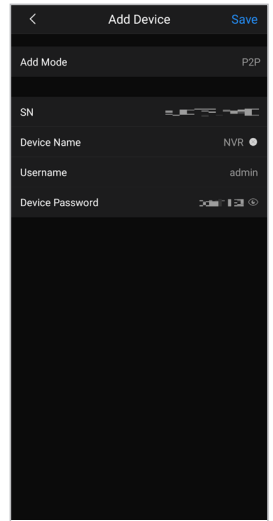 Add Device
Save
Add Mode
P2P
SN
Device Name
NVR
Username
admin
Device Password